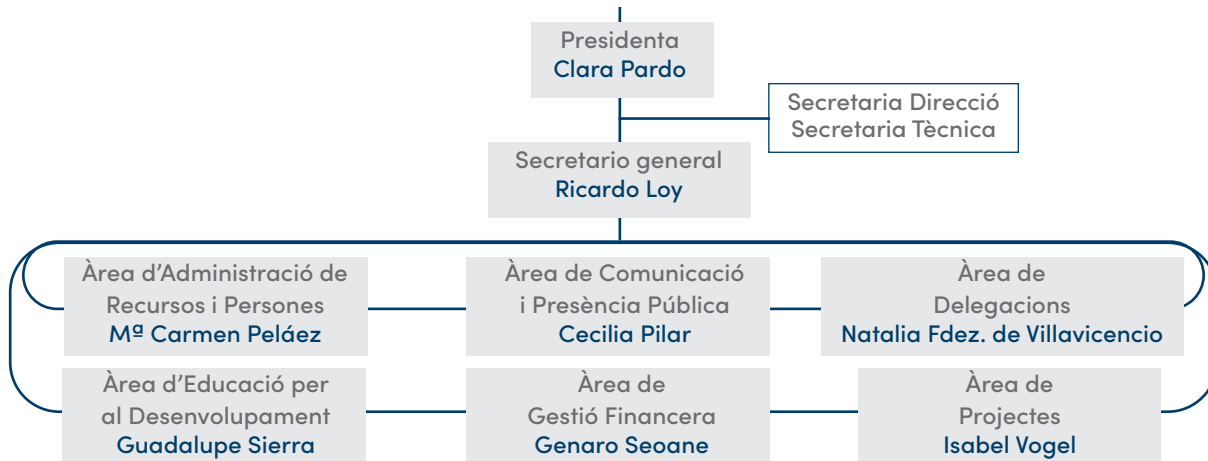 Presidenta
Clara Pardo
Secretaria Direcció
Secretaria Tècnica
Secretario general
Ricardo Loy
Àrea d’Administració de
Recursos i Persones
Mª Carmen Peláez
Àrea de Comunicació
i Presència Pública
Cecilia Pilar
Àrea de
Delegacions
Natalia Fdez. de Villavicencio
Àrea d’Educació per
al Desenvolupament
Guadalupe Sierra
Àrea de
Gestió Financera
Genaro Seoane
Àrea de
Projectes
Isabel Vogel